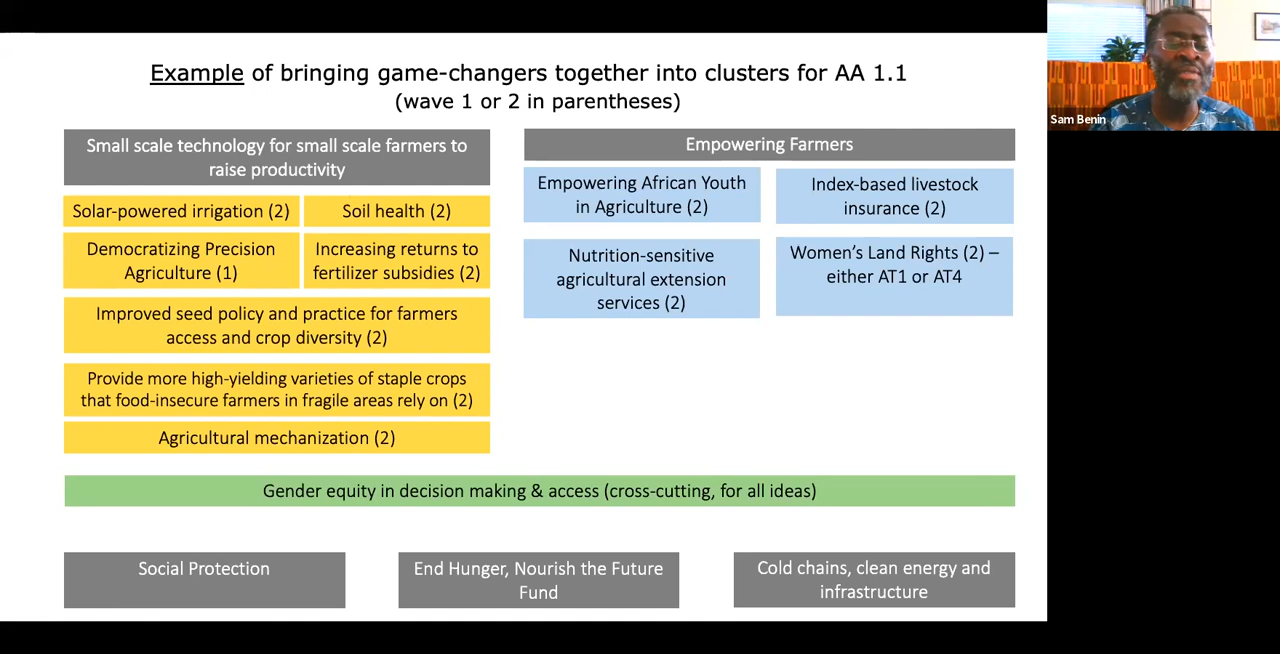 Example of bringing game-changers together into clusters for AA 1.1
(wave 1 or 2 in parentheses)
Small scale technology for small scale farmers to
raise productivity
Solar-powered irrigation (2)
Soil health (2)
Democratizing Precision
Agriculture (1)
Increasing returns to
fertilizer subsidies (2)
Improved seed policy and practice for farmers
access and crop diversity (2)
Provide more high-yielding varieties of staple crops
that food-insecure farmers in fragile areas rely on (2)
Agricultural mechanization (2)
Empowering Farmers
Empowering African Youth
in Agriculture (2)
Index-based livestock
insurance (2)
Nutrition-sensitive
agricultural extension
services (2)
Women’s Land Rights (2) –
either AT1 or AT4
Gender equity in decision making & access (cross-cutting, for all ideas)
Social Protection
End Hunger, Nourish the Future
Fund
Cold chains, clean energy and
infrastructure
Sam Benin